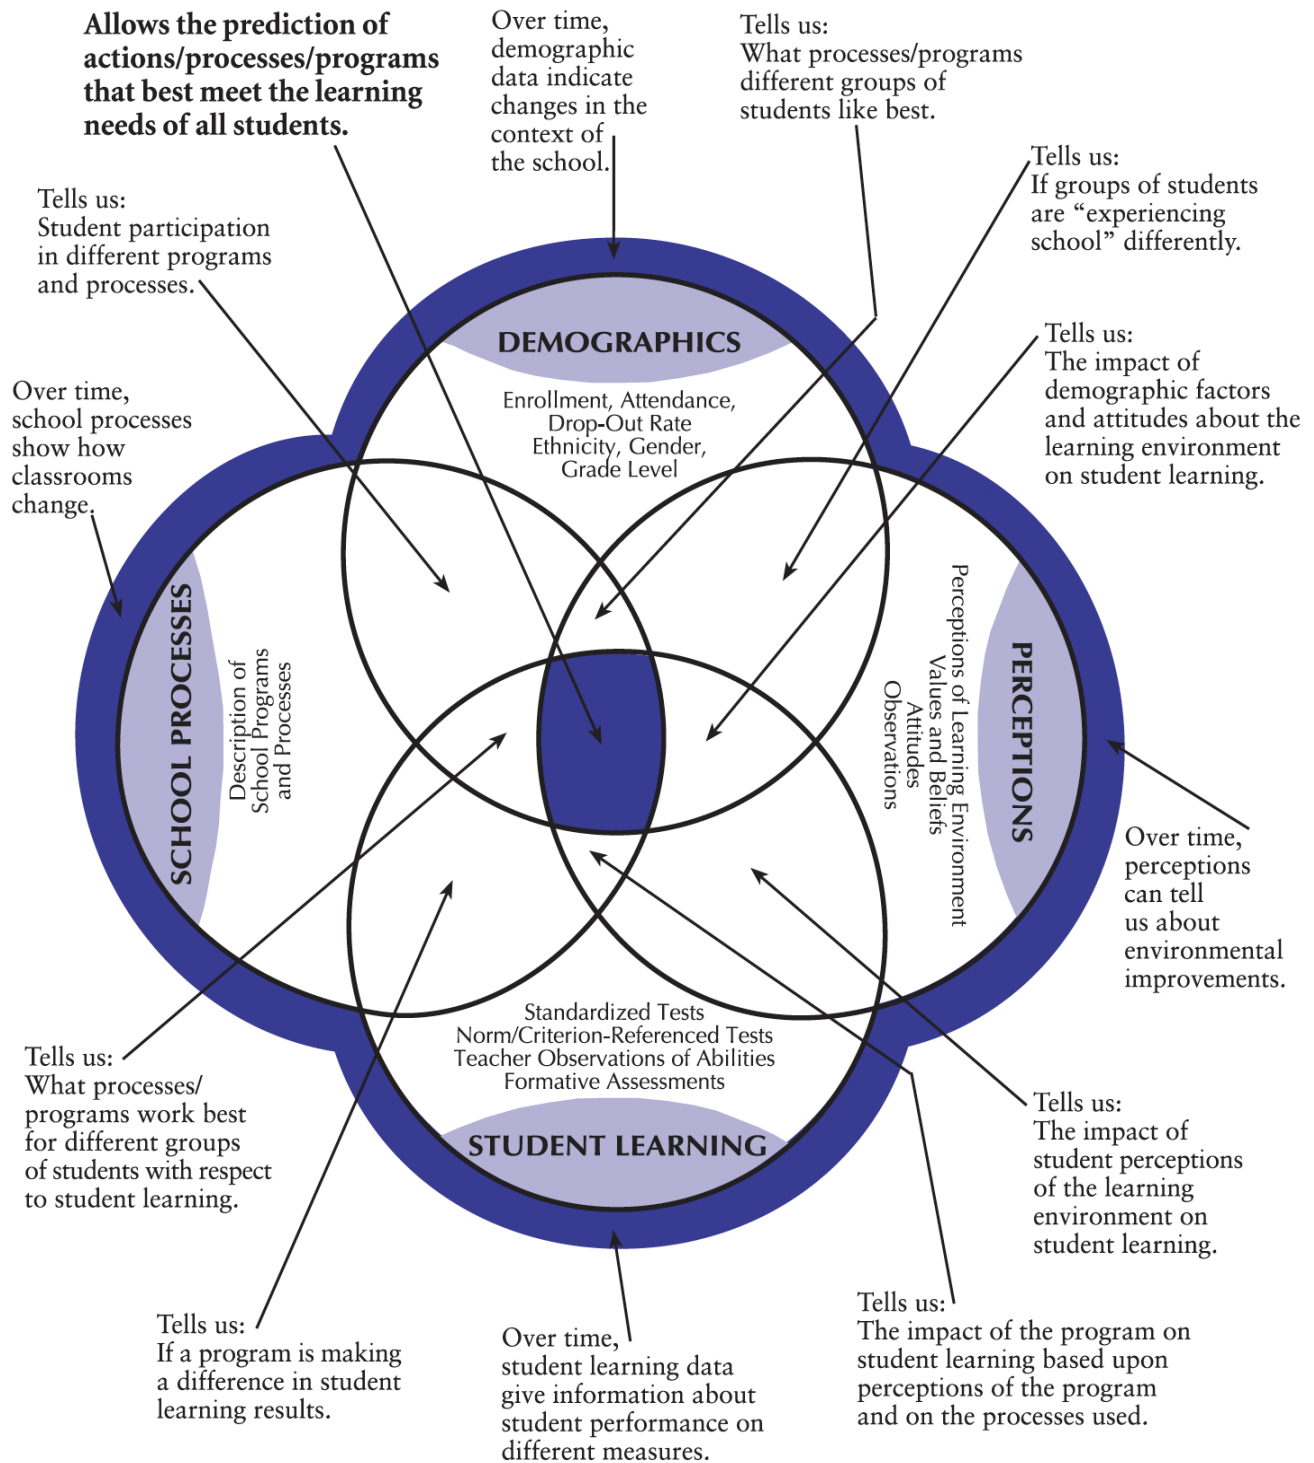 Allows the prediction of
actions/processes/programs
that best meet the learning
needs of all students.
Over time,
demographic
data indicate
changes in the
context of
the school.
Tells us:
What processes/programs
different groups of
students like best.
Tells us:
If groups of students
are “experiencing
school” differently.
Tells us:
Student participation
in different programs
and processes.
Tells us:
The impact of
demographic factors
and attitudes about the
learning environment
on student learning.
Over time,
school processes
show how
classrooms
change.
DEMOGRAPHICS
Enrollment, Attendance,
Drop-Out Rate
Ethnicity, Gender,
Grade Level
SCHOOL PROCESSES
Description of
School Programs
and Processes
PERCEPTIONS
Perceptions of Learning Environment
Values and Beliefs
Attitudes
Observations
Over time,
perceptions
can tell
us about
environmental
improvements.
Standardized Tests
Norm/Criterion-Referenced Tests
Teacher Observations of Abilities
Formative Assessments
STUDENT LEARNING
Tells us:
What processes/
programs work best
for different groups
of students with respect
to student learning.
Tells us:
The impact of
student perceptions
of the learning
environment on
student learning.
Tells us:
If a program is making
a difference in student
learning results.
Over time,
student learning data
give information about
student performance on
different measures.
Tells us:
The impact of the program on
student learning based upon
perceptions of the program
and on the processes used.